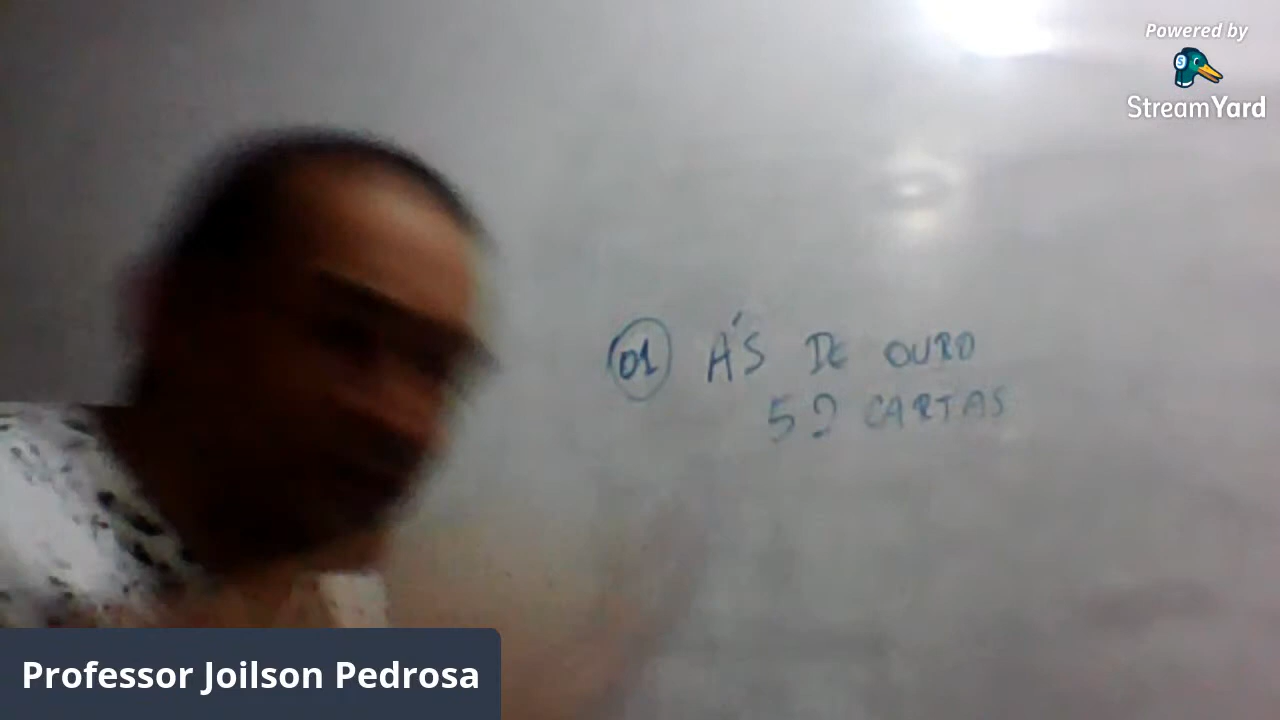 Powered by
StreamYard
01 ÁS DE OURO
52 CARTAS
Professor Joilson Pedrosa